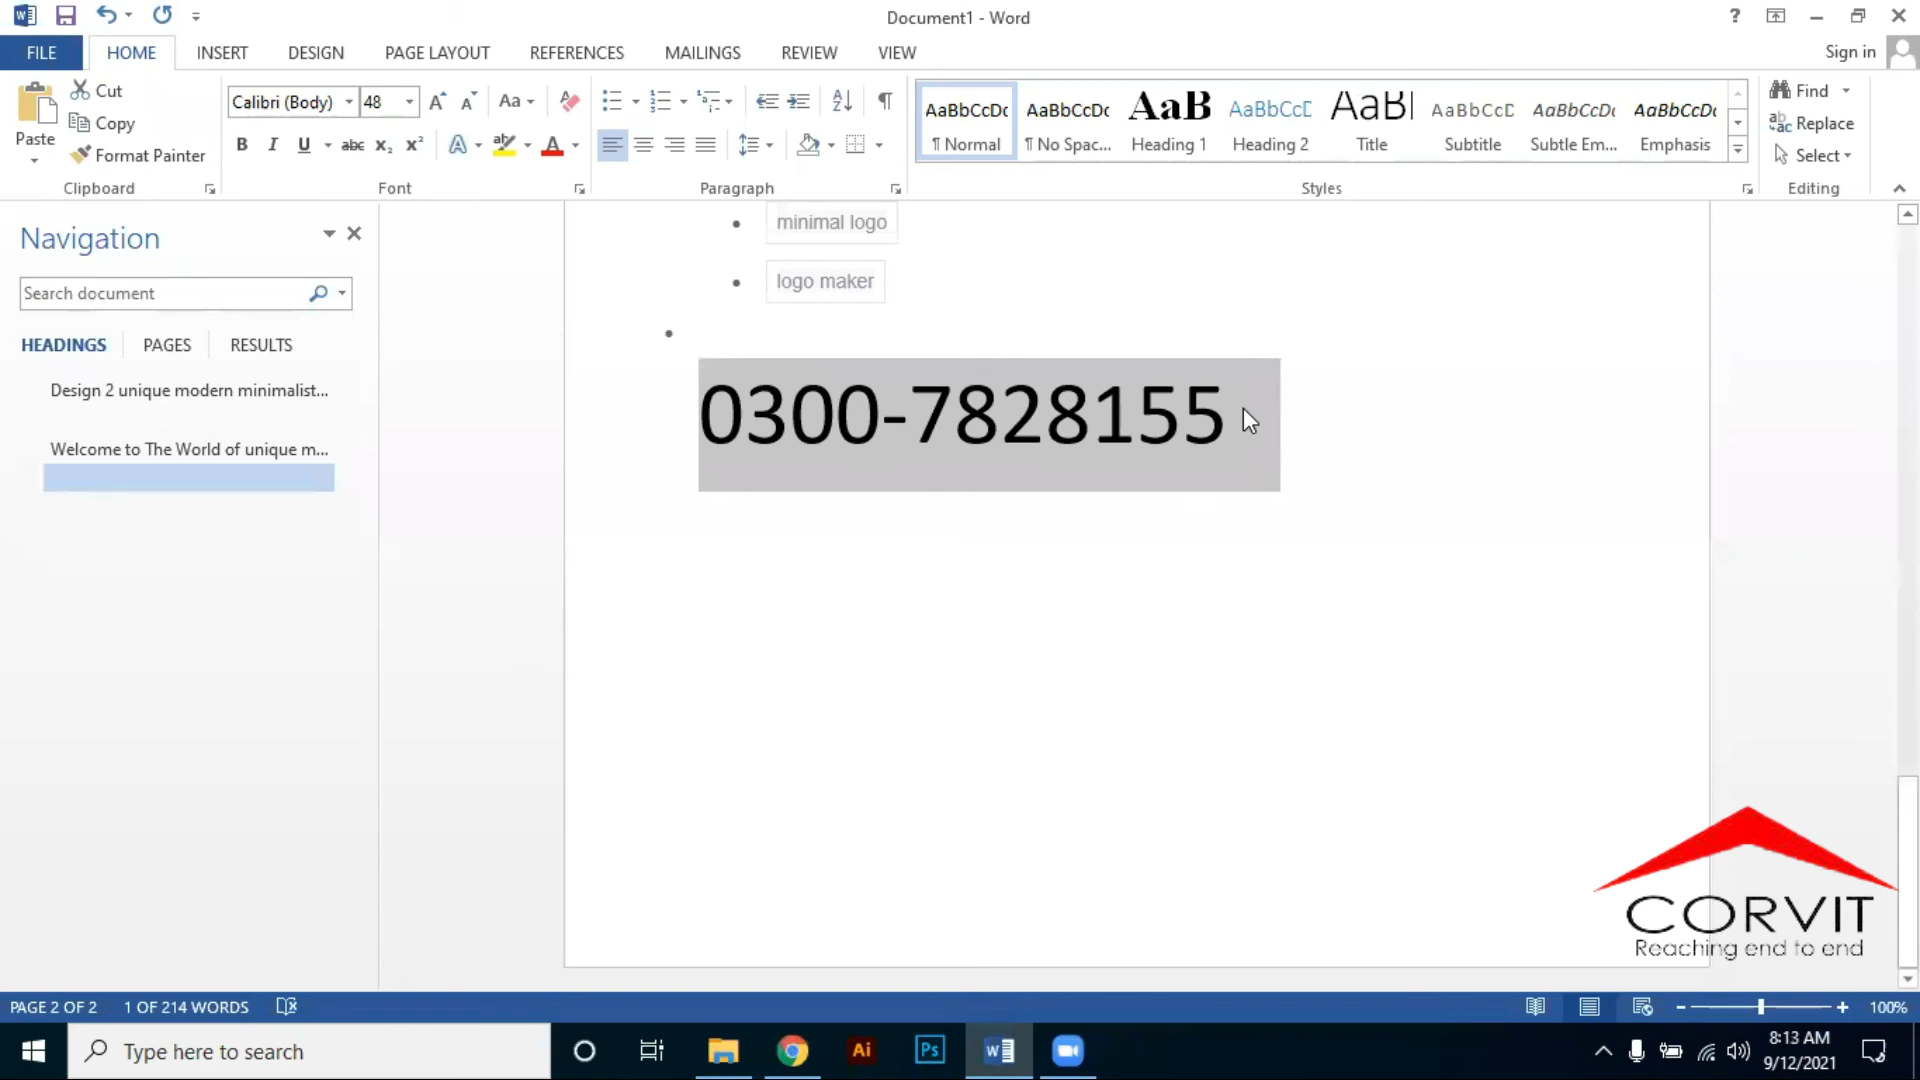 Document1 - Word
?
FILE HOME INSERT DESIGN PAGE LAYOUT REFERENCES MAILINGS REVIEW VIEW Sign in
Paste
Cut
Copy
Format Painter
Clipboard
Calibri (Body) 48 Aa
B I U abc X₂ X² A ab A
Font
Paragraph
AaBbCcDc AaBbCcDc AaB AaBbCcD AaB AaBbCcD AaBbCcDc AaBbCcDc
¶ Normal ¶ No Spac... Heading 1 Heading 2 Title Subtitle Subtle Em... Emphasis
Styles
Find
Replace
Select
Editing
Navigation
Search document
HEADINGS PAGES RESULTS
Design 2 unique modern minimalist...
Welcome to The World of unique m...
• minimal logo
• logo maker
•
0300-7828155
CORVIT
Reaching end to end
PAGE 2 OF 2 1 OF 214 WORDS 100%
Type here to search
Ai Ps W
8:13 AM
9/12/2021